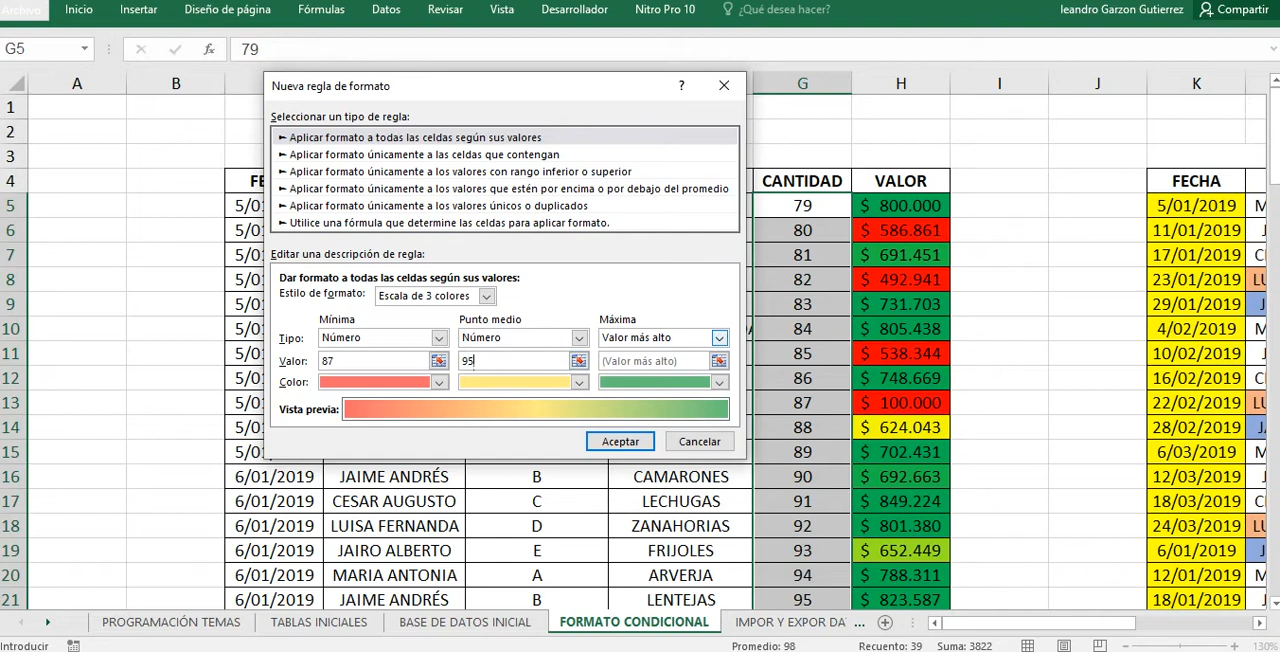 Archivo Inicio Insertar Diseño de página Fórmulas Datos Revisar Vista Desarrollador Nitro Pro 10 ¿Qué desea hacer? leandro Garzon Gutierrez Compartir
G5 fx 79
A B G H I J K
Nueva regla de formato ?
Seleccionar un tipo de regla:
► Aplicar formato a todas las celdas según sus valores
► Aplicar formato únicamente a las celdas que contengan
► Aplicar formato únicamente a los valores con rango inferior o superior
► Aplicar formato únicamente a los valores que estén por encima o por debajo del promedio
► Aplicar formato únicamente a los valores únicos o duplicados
► Utilice una fórmula que determine las celdas para aplicar formato.
Editar una descripción de regla:
Dar formato a todas las celdas según sus valores:
Estilo de formato: Escala de 3 colores
Mínima Punto medio Máxima
Tipo: Número Número Valor más alto
Valor: 87 95 (Valor más alto)
Color:
Vista previa:
Aceptar Cancelar
1
2
3
4 FE CANTIDAD VALOR FECHA
5 5/01 79 $ 800.000 5/01/2019 M
6 5/01 80 $ 586.861 11/01/2019 J
7 5/01 81 $ 691.451 17/01/2019 CE
8 5/01 82 $ 492.941 23/01/2019 LU
9 5/01 83 $ 731.703 29/01/2019 J
10 5/01 84 $ 805.438 4/02/2019 M
11 5/01 85 $ 538.344 10/02/2019 J
12 5/01 86 $ 748.669 16/02/2019 CE
13 5/01 87 $ 100.000 22/02/2019 LU
14 5/01 88 $ 624.043 28/02/2019 JA
15 5/01 89 $ 702.431 6/03/2019 M
16 6/01/2019 JAIME ANDRÉS B CAMARONES 90 $ 692.663 12/03/2019 J
17 6/01/2019 CESAR AUGUSTO C LECHUGAS 91 $ 849.224 18/03/2019 CE
18 6/01/2019 LUISA FERNANDA D ZANAHORIAS 92 $ 801.380 24/03/2019 LU
19 6/01/2019 JAIRO ALBERTO E FRIJOLES 93 $ 652.449 6/01/2019 J
20 6/01/2019 MARIA ANTONIA A ARVERJA 94 $ 788.311 12/01/2019 M
21 6/01/2019 JAIME ANDRÉS B LENTEJAS 95 $ 823.587 18/01/2019 J
PROGRAMACIÓN TEMAS TABLAS INICIALES BASE DE DATOS INICIAL FORMATO CONDICIONAL IMPOR Y EXPOR DA ...
Introducir Promedio: 98 Recuento: 39 Suma: 3822 130%